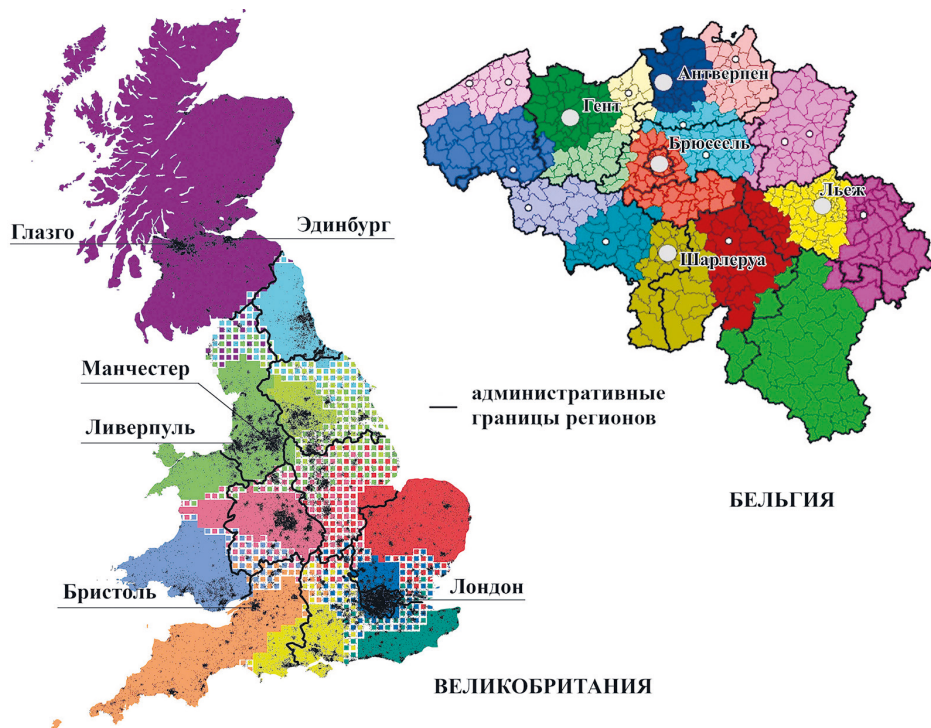 Антверпен
Гент
Брюссель
Льеж
Шарлеруа
Глазго
Эдинбург
Манчестер
Ливерпуль
административные
границы регионов
БЕЛЬГИЯ
Бристоль
Лондон
ВЕЛИКОБРИТАНИЯ